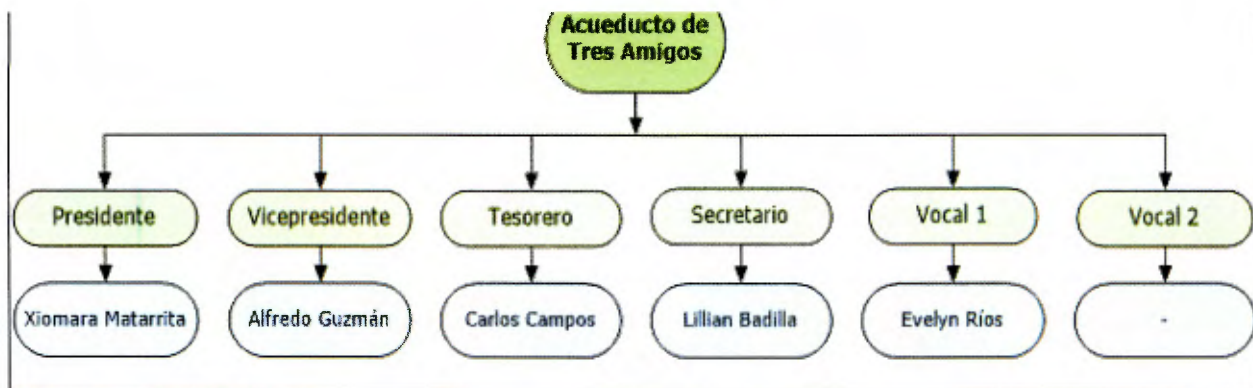 Acueducto de
Tres Amigos
Presidente
Vicepresidente
Tesorero
Secretario
Vocal 1
Vocal 2
Xiomara Matarrita
Alfredo Guzmán
Carlos Campos
Lillian Badilla
Evelyn Ríos
-